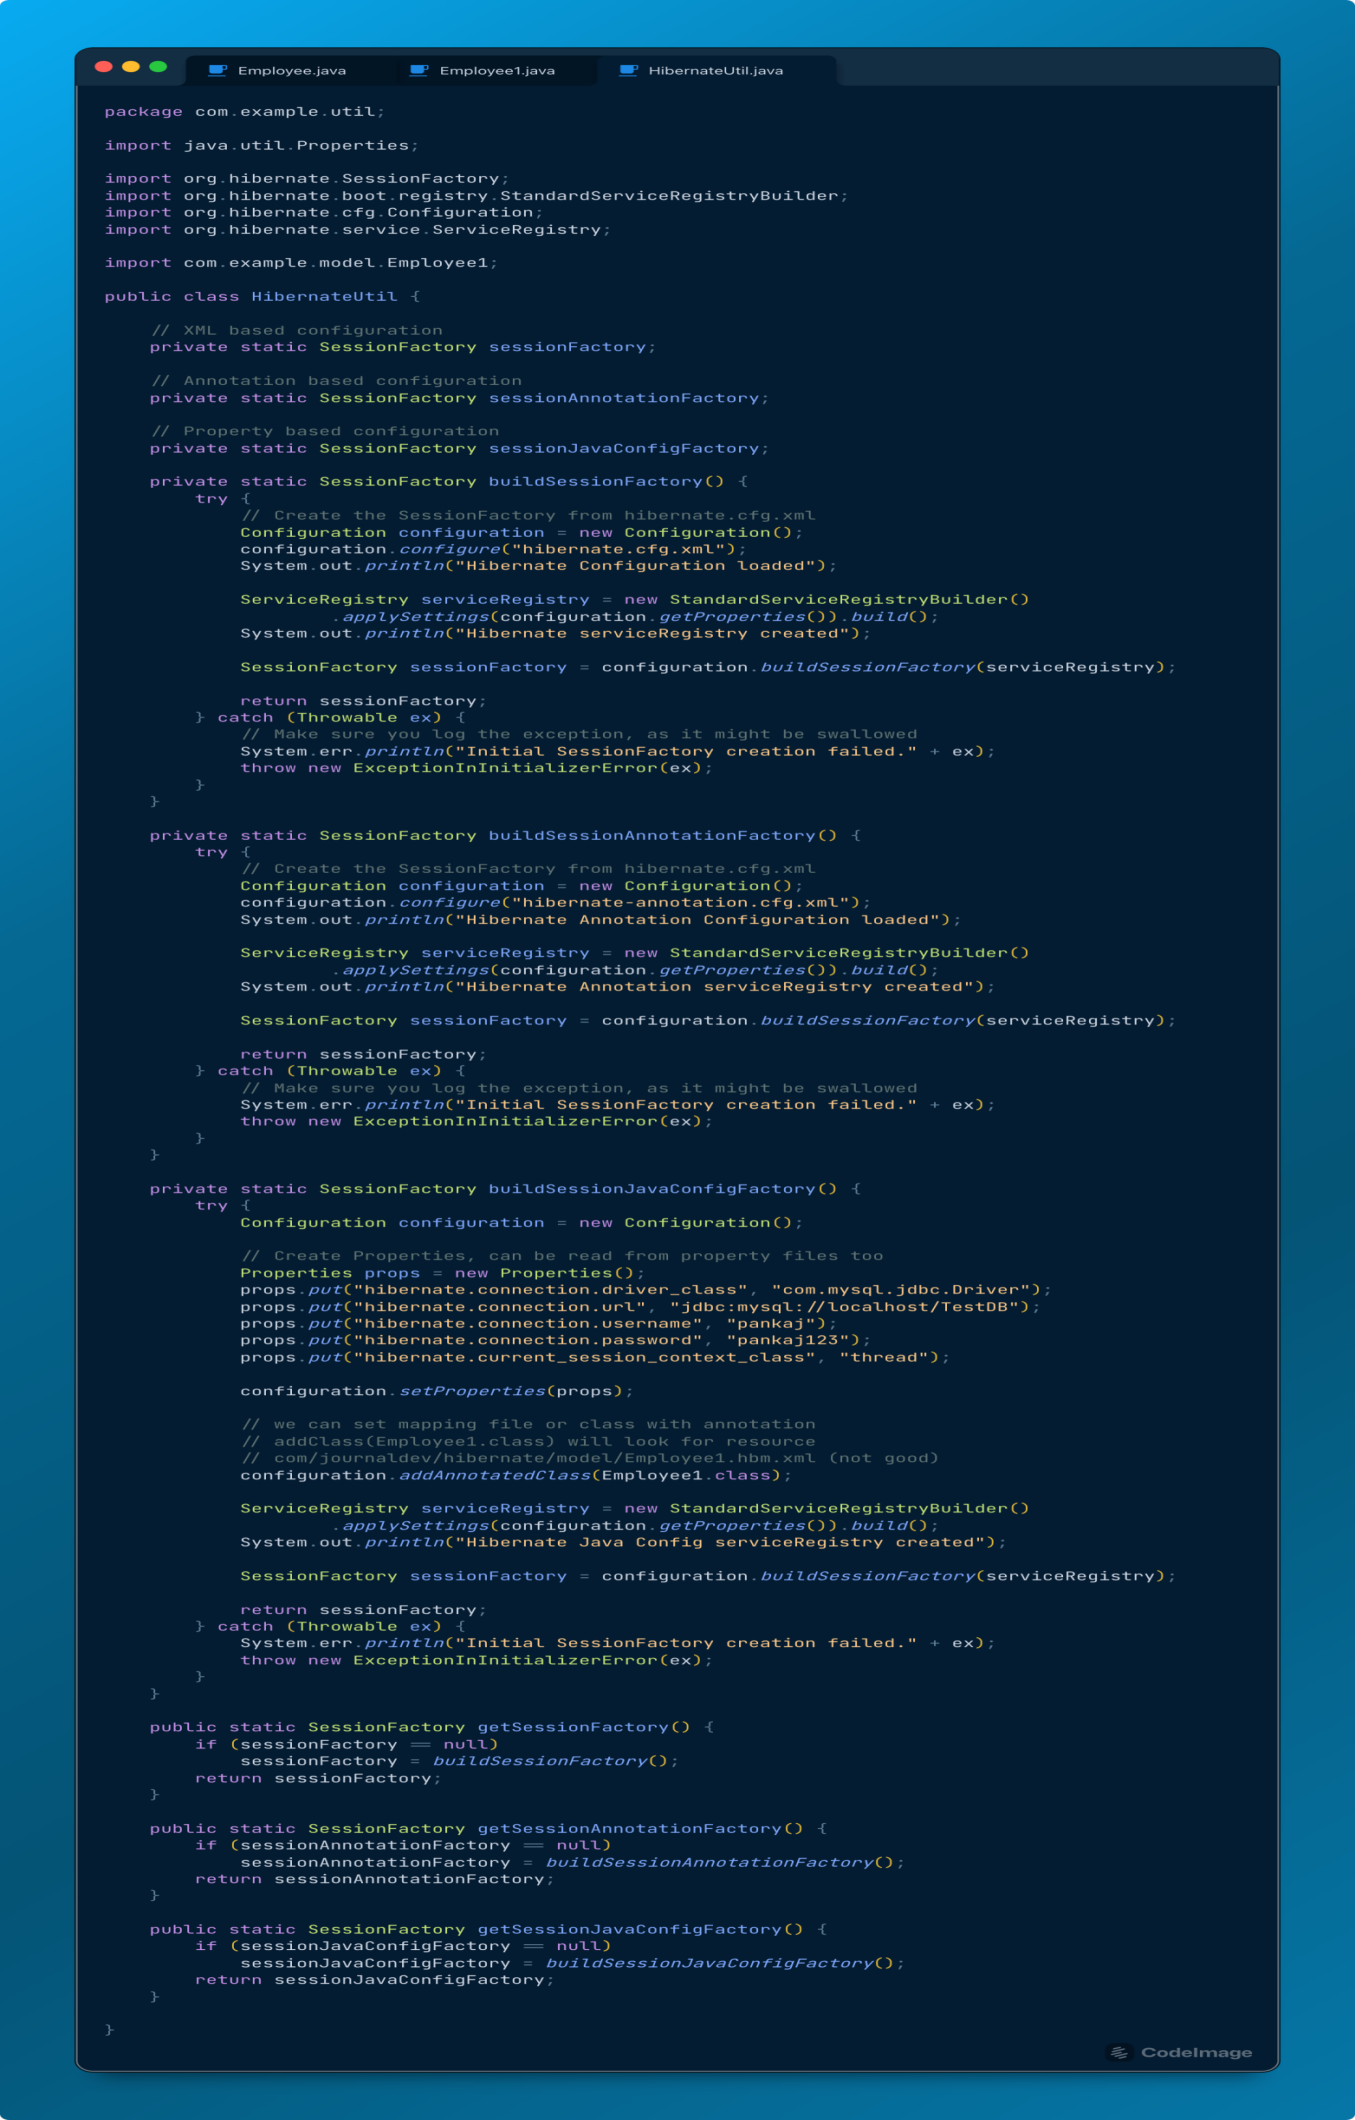 Employee.java
Employee1.java
HibernateUtil.java
package com.example.util;
import java.util.Properties;
import org.hibernate.SessionFactory;
import org.hibernate.boot.registry.StandardServiceRegistryBuilder;
import org.hibernate.cfg.Configuration;
import org.hibernate.service.ServiceRegistry;
import com.example.model.Employee1;
public class HibernateUtil {
// XML based configuration
private static SessionFactory sessionFactory;
// Annotation based configuration
private static SessionFactory sessionAnnotationFactory;
// Property based configuration
private static SessionFactory sessionJavaConfigFactory;
private static SessionFactory buildSessionFactory() {
try {
// Create the SessionFactory from hibernate.cfg.xml
Configuration configuration = new Configuration();
configuration.configure("hibernate.cfg.xml");
System.out.println("Hibernate Configuration loaded");
ServiceRegistry serviceRegistry = new StandardServiceRegistryBuilder()
.applySettings(configuration.getProperties()).build();
System.out.println("Hibernate serviceRegistry created");
SessionFactory sessionFactory = configuration.buildSessionFactory(serviceRegistry);
return sessionFactory;
} catch (Throwable ex) {
// Make sure you log the exception, as it might be swallowed
System.err.println("Initial SessionFactory creation failed." + ex);
throw new ExceptionInInitializerError(ex);
}
}
private static SessionFactory buildSessionAnnotationFactory() {
try {
// Create the SessionFactory from hibernate.cfg.xml
Configuration configuration = new Configuration();
configuration.configure("hibernate-annotation.cfg.xml");
System.out.println("Hibernate Annotation Configuration loaded");
ServiceRegistry serviceRegistry = new StandardServiceRegistryBuilder()
.applySettings(configuration.getProperties()).build();
System.out.println("Hibernate Annotation serviceRegistry created");
SessionFactory sessionFactory = configuration.buildSessionFactory(serviceRegistry);
return sessionFactory;
} catch (Throwable ex) {
// Make sure you log the exception, as it might be swallowed
System.err.println("Initial SessionFactory creation failed." + ex);
throw new ExceptionInInitializerError(ex);
}
}
private static SessionFactory buildSessionJavaConfigFactory() {
try {
Configuration configuration = new Configuration();
// Create Properties, can be read from property files too
Properties props = new Properties();
props.put("hibernate.connection.driver_class", "com.mysql.jdbc.Driver");
props.put("hibernate.connection.url", "jdbc:mysql://localhost/TestDB");
props.put("hibernate.connection.username", "pankaj");
props.put("hibernate.connection.password", "pankaj123");
props.put("hibernate.current_session_context_class", "thread");
configuration.setProperties(props);
// we can set mapping file or class with annotation
// addClass(Employee1.class) will look for resource
// com/journaldev/hibernate/model/Employee1.hbm.xml (not good)
configuration.addAnnotatedClass(Employee1.class);
ServiceRegistry serviceRegistry = new StandardServiceRegistryBuilder()
.applySettings(configuration.getProperties()).build();
System.out.println("Hibernate Java Config serviceRegistry created");
SessionFactory sessionFactory = configuration.buildSessionFactory(serviceRegistry);
return sessionFactory;
} catch (Throwable ex) {
System.err.println("Initial SessionFactory creation failed." + ex);
throw new ExceptionInInitializerError(ex);
}
}
public static SessionFactory getSessionFactory() {
if (sessionFactory == null)
sessionFactory = buildSessionFactory();
return sessionFactory;
}
public static SessionFactory getSessionAnnotationFactory() {
if (sessionAnnotationFactory == null)
sessionAnnotationFactory = buildSessionAnnotationFactory();
return sessionAnnotationFactory;
}
public static SessionFactory getSessionJavaConfigFactory() {
if (sessionJavaConfigFactory == null)
sessionJavaConfigFactory = buildSessionJavaConfigFactory();
return sessionJavaConfigFactory;
}
}
CodeImage